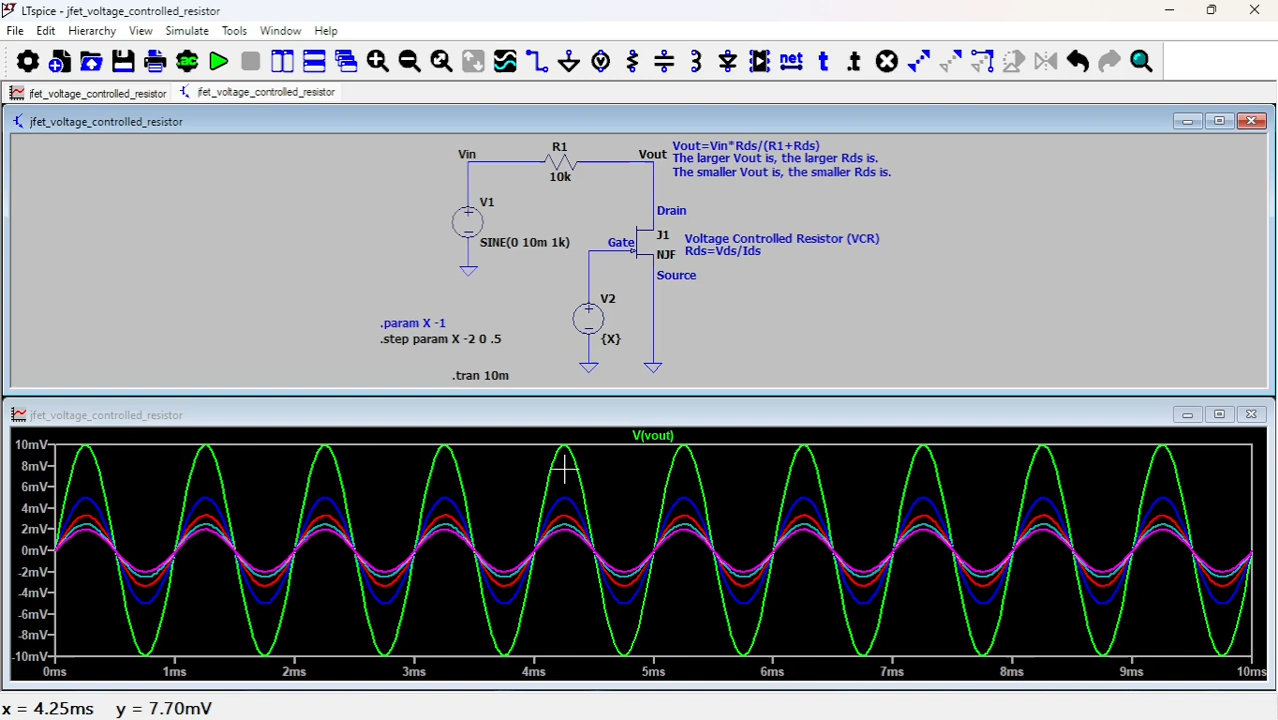 LTspice - jfet_voltage_controlled_resistor
File Edit Hierarchy View Simulate Tools Window Help
.ac net t .t
jfet_voltage_controlled_resistor jfet_voltage_controlled_resistor
jfet_voltage_controlled_resistor
Vin R1 Vout Vout=Vin*Rds/(R1+Rds)
The larger Vout is, the larger Rds is.
10k The smaller Vout is, the smaller Rds is.
V1 Drain
SINE(0 10m 1k) Gate J1 Voltage Controlled Resistor (VCR)
NJF Rds=Vds/Ids
Source
V2
.param X -1
.step param X -2 0 .5 {X}
.tran 10m
jfet_voltage_controlled_resistor
V(vout)
10mV
8mV
6mV
4mV
2mV
0mV
-2mV
-4mV
-6mV
-8mV
-10mV
0ms 1ms 2ms 3ms 4ms 5ms 6ms 7ms 8ms 9ms 10ms
x = 4.25ms y = 7.70mV